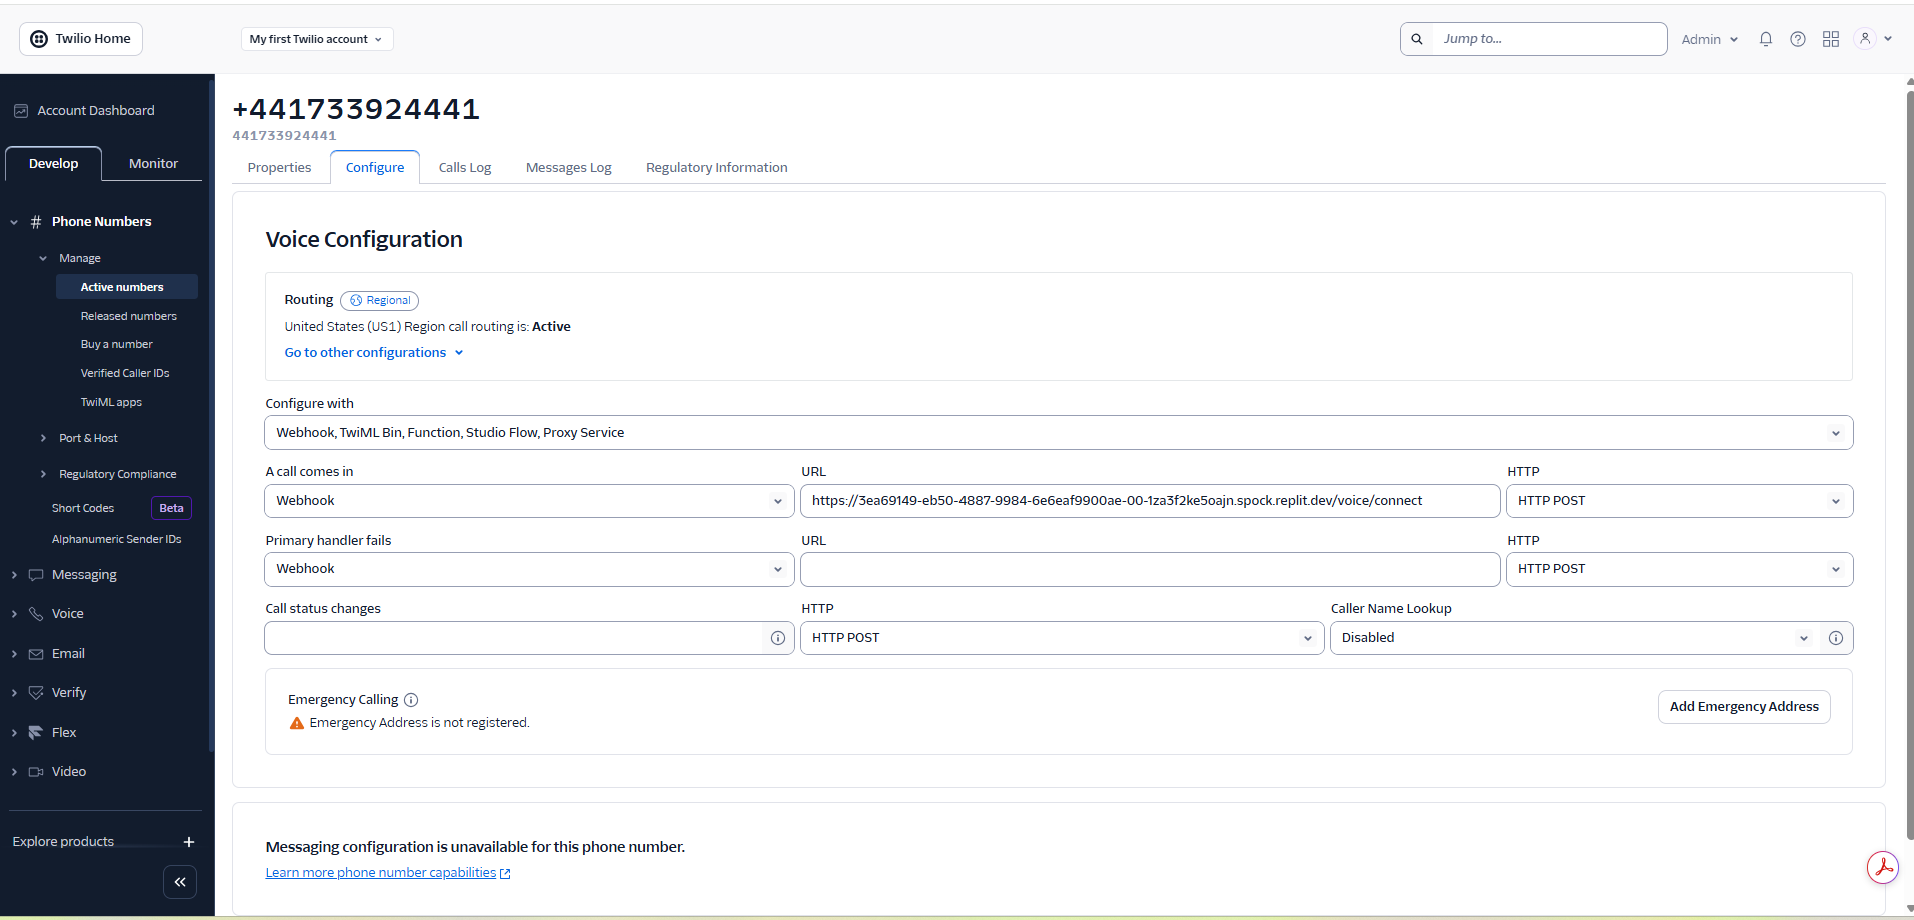 Twilio Home
My first Twilio account
Jump to...
Admin
Account Dashboard
Develop
Monitor
# Phone Numbers
Manage
Active numbers
Released numbers
Buy a number
Verified Caller IDs
TwiML apps
Port & Host
Regulatory Compliance
Short Codes
Beta
Alphanumeric Sender IDs
Messaging
Voice
Email
Verify
Flex
Video
Explore products
+441733924441
441733924441
Properties
Configure
Calls Log
Messages Log
Regulatory Information
Voice Configuration
Routing
Regional
United States (US1) Region call routing is: Active
Go to other configurations
Configure with
Webhook, TwiML Bin, Function, Studio Flow, Proxy Service
A call comes in
URL
HTTP
Webhook
https://3ea69149-eb50-4887-9984-6e6eaf9900ae-00-1za3f2ke5oajn.spock.replit.dev/voice/connect
HTTP POST
Primary handler fails
URL
HTTP
Webhook
HTTP POST
Call status changes
HTTP
Caller Name Lookup
HTTP POST
Disabled
Emergency Calling
Emergency Address is not registered.
Add Emergency Address
Messaging configuration is unavailable for this phone number.
Learn more phone number capabilities